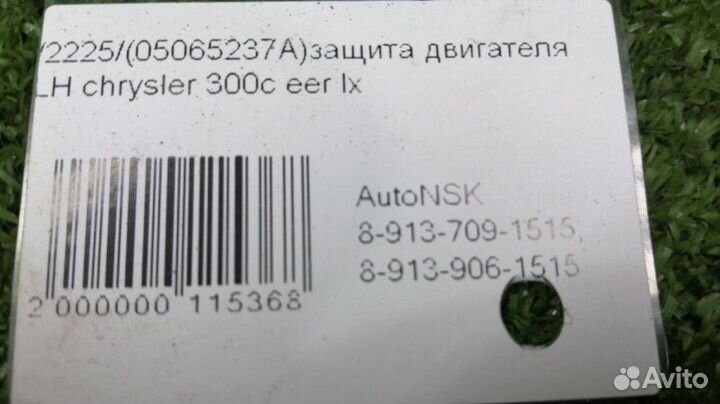 /2225/(05065237A)защита двигателя
LH chrysler 300c eer lx
AutoNSK
8-913-709-1515,
8-913-906-1515
2 000000 115368
Avito